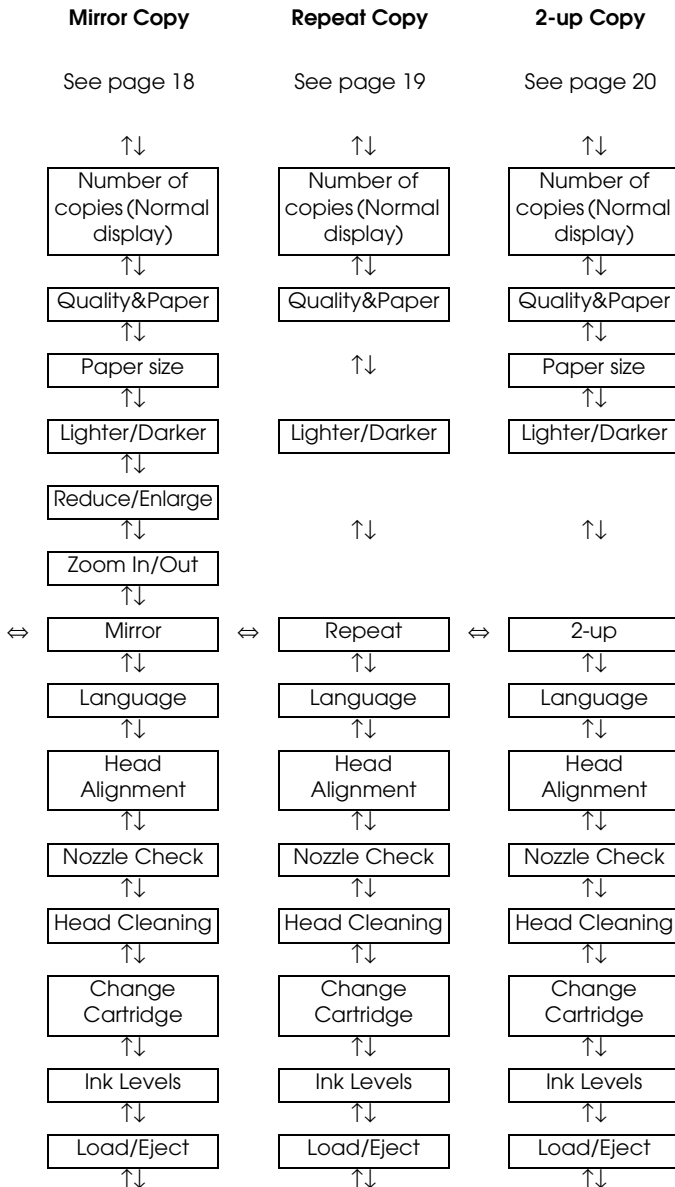 Mirror Copy Repeat Copy 2-up Copy
See page 18 See page 19 See page 20
↑↓ ↑↓ ↑↓
Number of Number of Number of
copies (Normal copies (Normal copies (Normal
display) display) display)
↑↓ ↑↓ ↑↓
Quality&Paper Quality&Paper Quality&Paper
↑↓ ↑↓
Paper size ↑↓ Paper size
↑↓ ↑↓
Lighter/Darker Lighter/Darker Lighter/Darker
↑↓
Reduce/Enlarge
↑↓ ↑↓ ↑↓
Zoom In/Out
↑↓
⇔ Mirror ⇔ Repeat ⇔ 2-up
↑↓ ↑↓ ↑↓
Language Language Language
↑↓ ↑↓ ↑↓
Head Head Head
Alignment Alignment Alignment
↑↓ ↑↓ ↑↓
Nozzle Check Nozzle Check Nozzle Check
↑↓ ↑↓ ↑↓
Head Cleaning Head Cleaning Head Cleaning
↑↓ ↑↓ ↑↓
Change Change Change
Cartridge Cartridge Cartridge
↑↓ ↑↓ ↑↓
Ink Levels Ink Levels Ink Levels
↑↓ ↑↓ ↑↓
Load/Eject Load/Eject Load/Eject
↑↓ ↑↓ ↑↓